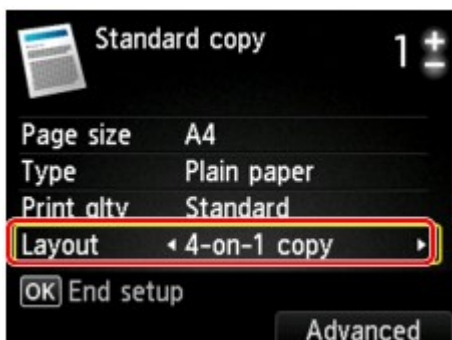 Standard copy
1
Page size A4
Type Plain paper
Print qlty Standard
Layout 4-on-1 copy
OK End setup
Advanced